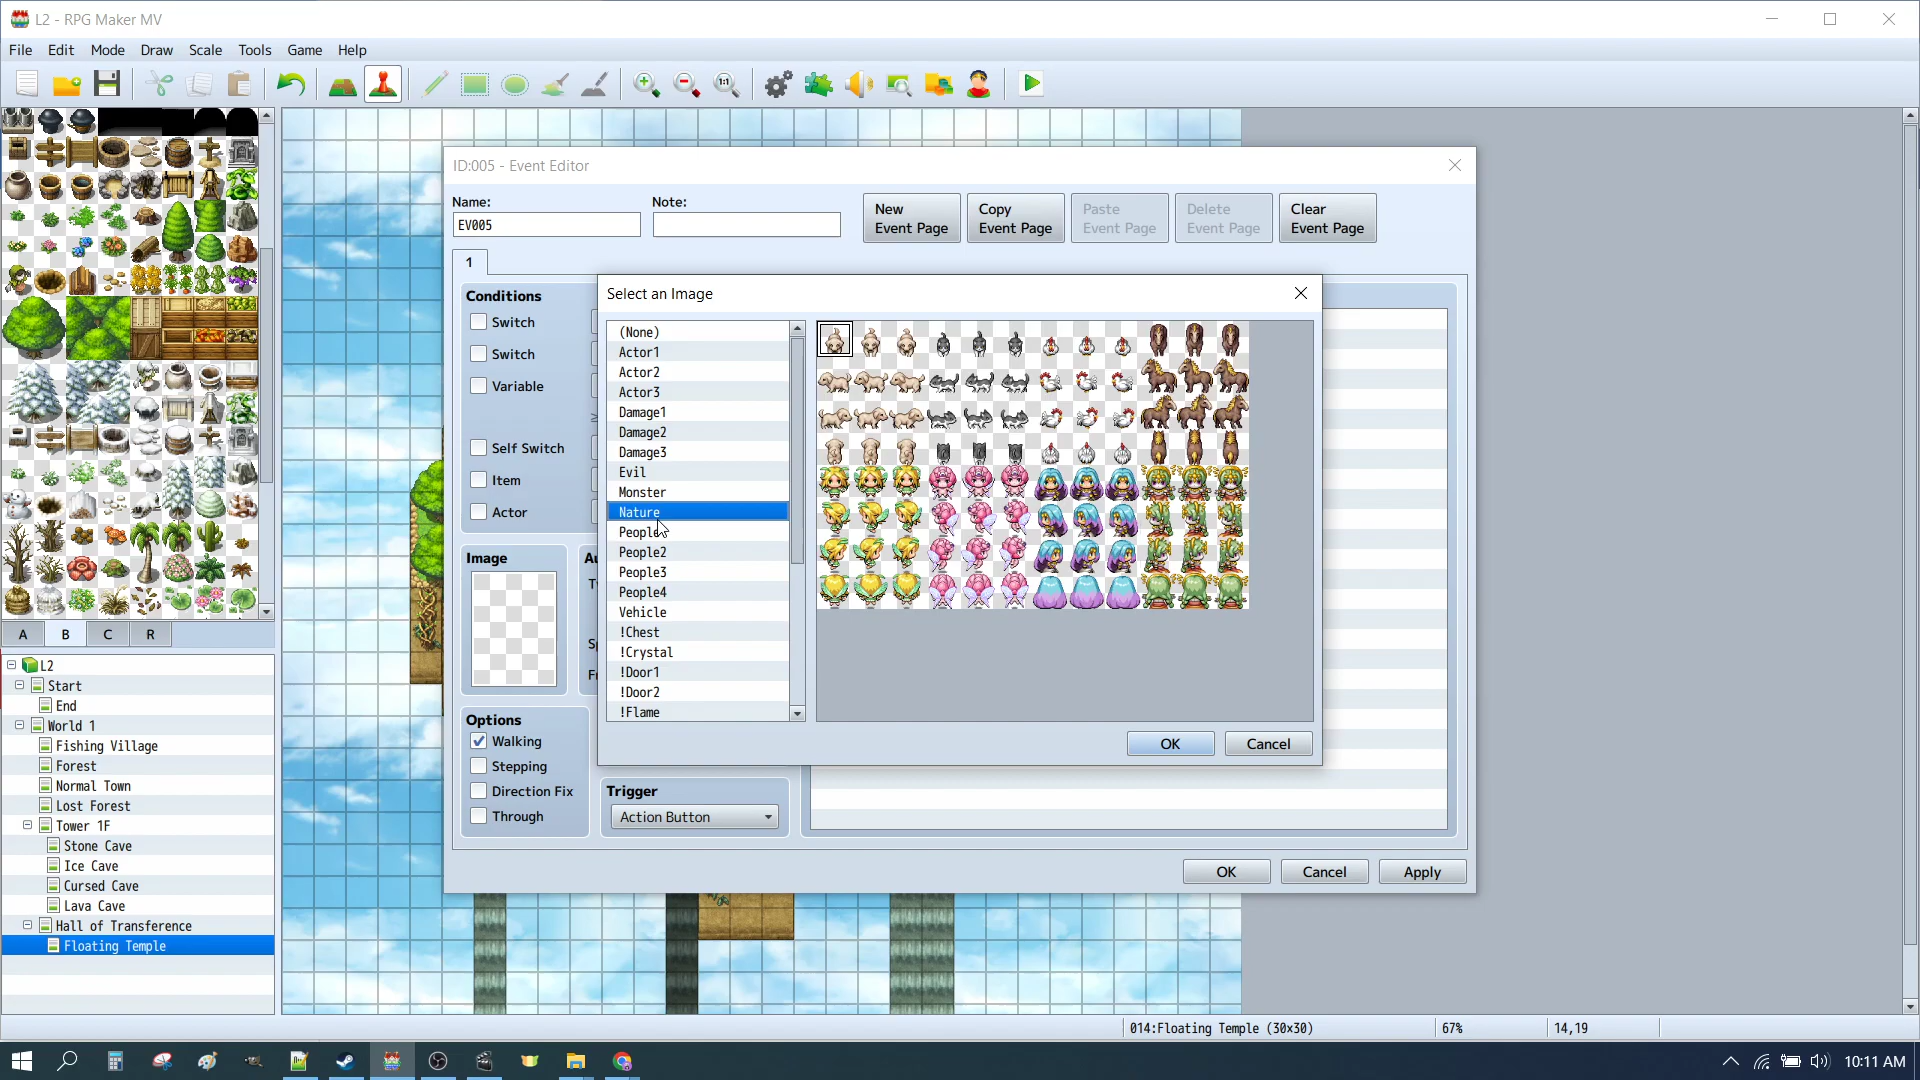 L2 - RPG Maker MV
File Edit Mode Draw Scale Tools Game Help
1:1
ID:005 - Event Editor
Name: Note:
EV005
New Event Page
Copy Event Page
Paste Event Page
Delete Event Page
Clear Event Page
1
Conditions
Switch
Switch
Variable
≥
Self Switch
Item
Actor
Image
Options
Walking
Stepping
Direction Fix
Through
Trigger
Action Button
OK Cancel Apply
Select an Image
(None)
Actor1
Actor2
Actor3
Damage1
Damage2
Damage3
Evil
Monster
Nature
People
People2
People3
People4
Vehicle
!Chest
!Crystal
!Door1
!Door2
!Flame
OK Cancel
A B C R
L2
Start
End
World 1
Fishing Village
Forest
Normal Town
Lost Forest
Tower 1F
Stone Cave
Ice Cave
Cursed Cave
Lava Cave
Hall of Transference
Floating Temple
014:Floating Temple (30x30) 67% 14,19
10:11 AM